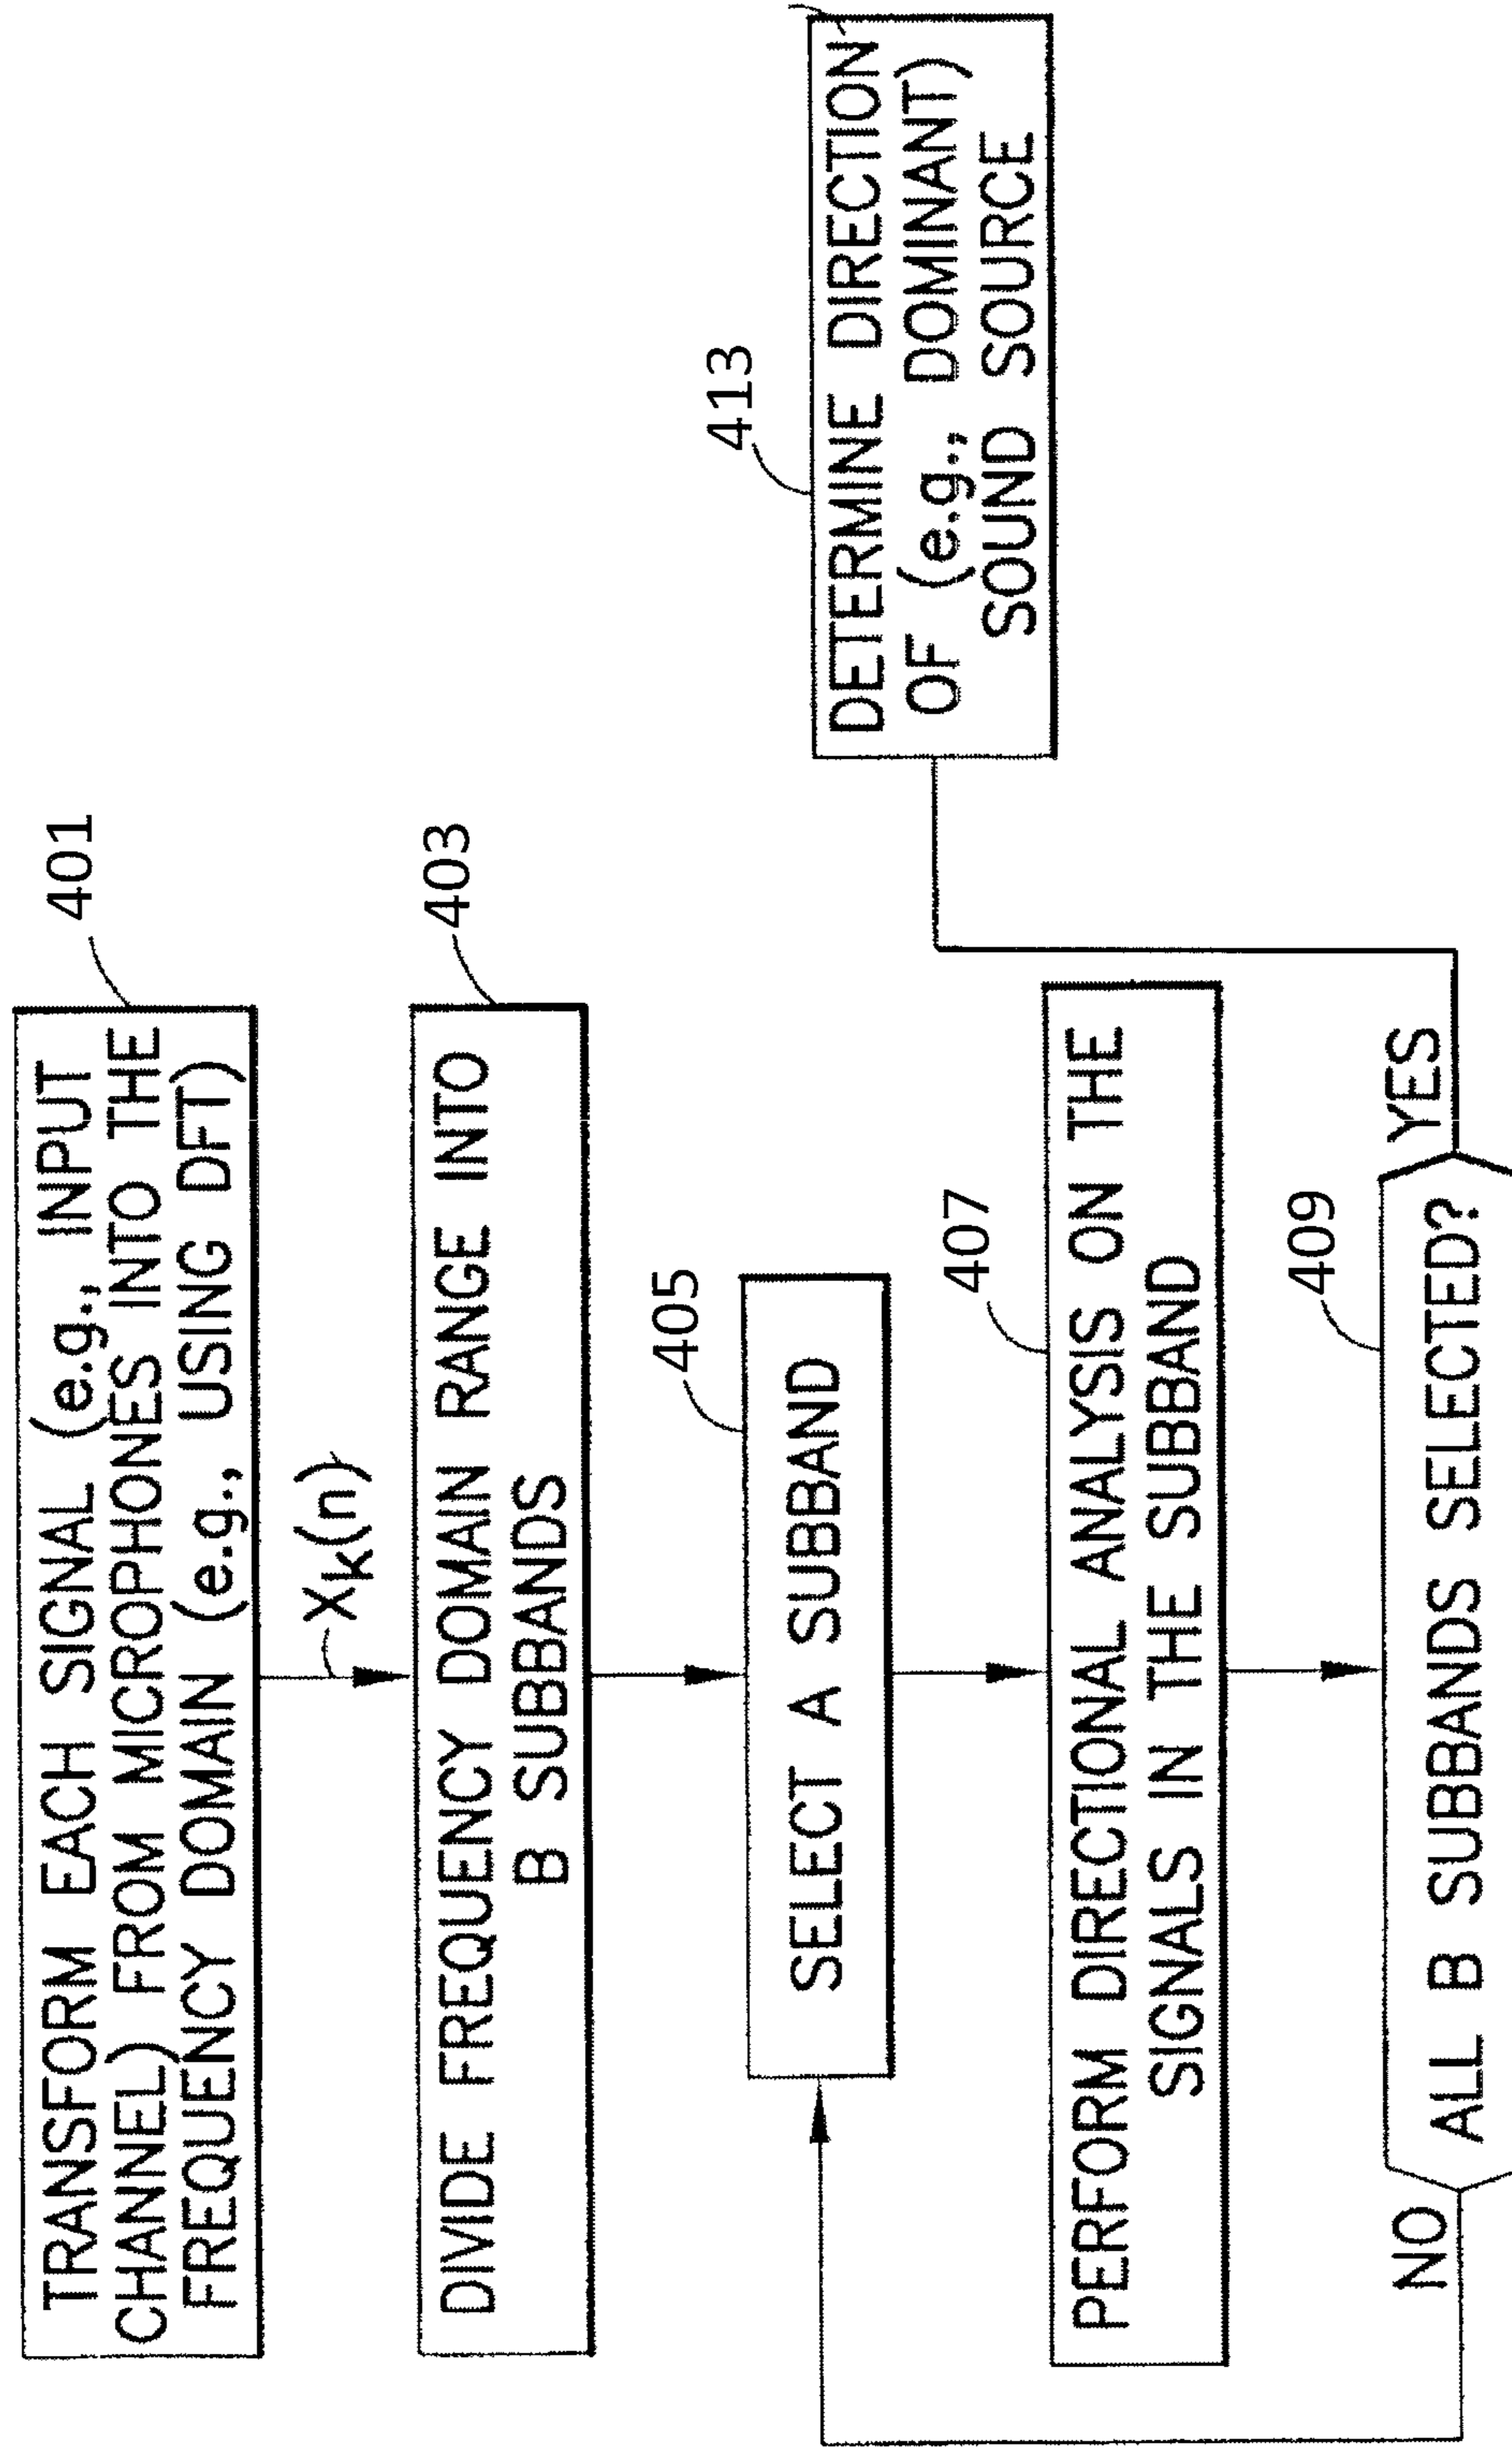 401
TRANSFORM EACH SIGNAL (e.g., INPUT
CHANNEL) FROM MICROPHONES INTO THE
FREQUENCY DOMAIN (e.g., USING DFT)
Xk(n)
403
DIVIDE FREQUENCY DOMAIN RANGE INTO
B SUBBANDS
405
SELECT A SUBBAND
407
PERFORM DIRECTIONAL ANALYSIS ON THE
SIGNALS IN THE SUBBAND
409
ALL B SUBBANDS SELECTED?
NO
YES
413
DETERMINE DIRECTION
OF (e.g., DOMINANT)
SOUND SOURCE